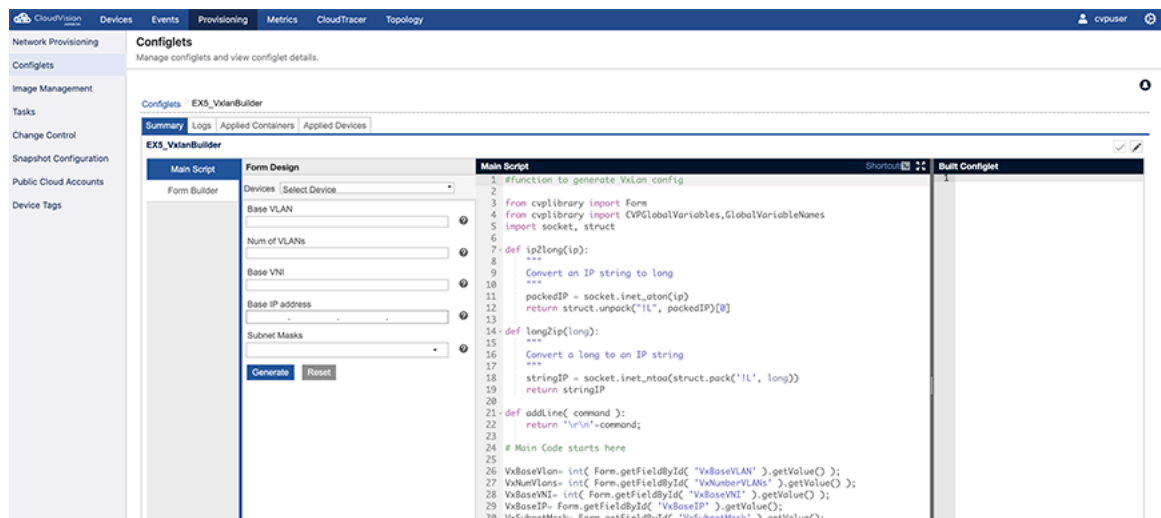 CloudVision Devices Events Provisioning Metrics CloudTracer Topology cvpuser
Network Provisioning
Configlets
Image Management
Tasks
Change Control
Snapshot Configuration
Public Cloud Accounts
Device Tags
Configlets
Manage configlets and view configlet details.
Configlets EX5_VxlanBuilder
Summary Logs Applied Containers Applied Devices
EX5_VxlanBuilder
Main Script
Form Builder
Form Design
Devices Select Device
Base VLAN
Num of VLANs
Base VNI
Base IP address
. . .
Subnet Masks
Generate Reset
Main Script Shortcuts
1 #function to generate VxLan config
2
3 from cvplibrary import Form
4 from cvplibrary import CVPGlobalVariables,GlobalVariableNames
5 import socket, struct
6
7 def ip2long(ip):
8 """
9 Convert an IP string to long
10 """
11 packedIP = socket.inet_aton(ip)
12 return struct.unpack("!L", packedIP)[0]
13
14 def long2ip(long):
15 """
16 Convert a long to an IP string
17 """
18 stringIP = socket.inet_ntoa(struct.pack('!L', long))
19 return stringIP
20
21 def addLine( command ):
22 return '\r\n'+command;
23
24 # Main Code starts here
25
26 VxBaseVlan= int( Form.getFieldById( 'VxBaseVLAN' ).getValue() );
27 VxNumVlans= int( Form.getFieldById( 'VxNumberVLANs' ).getValue() );
28 VxBaseVNI= int( Form.getFieldById( 'VxBaseVNI' ).getValue() );
29 VxBaseIP= Form.getFieldById( 'VxBaseIP' ).getValue();
30 VxSubnetMask= Form.getFieldById( 'VxSubnetMask' ).getValue();
Built Configlet
1